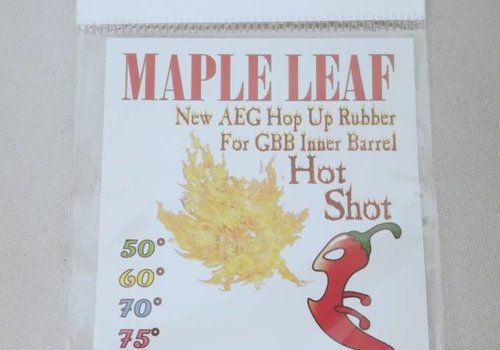 MAPLE LEAF
New AEG Hop Up Rubber
For GBB Inner Barrel
Hot
Shot
50°
60°
70°
75°